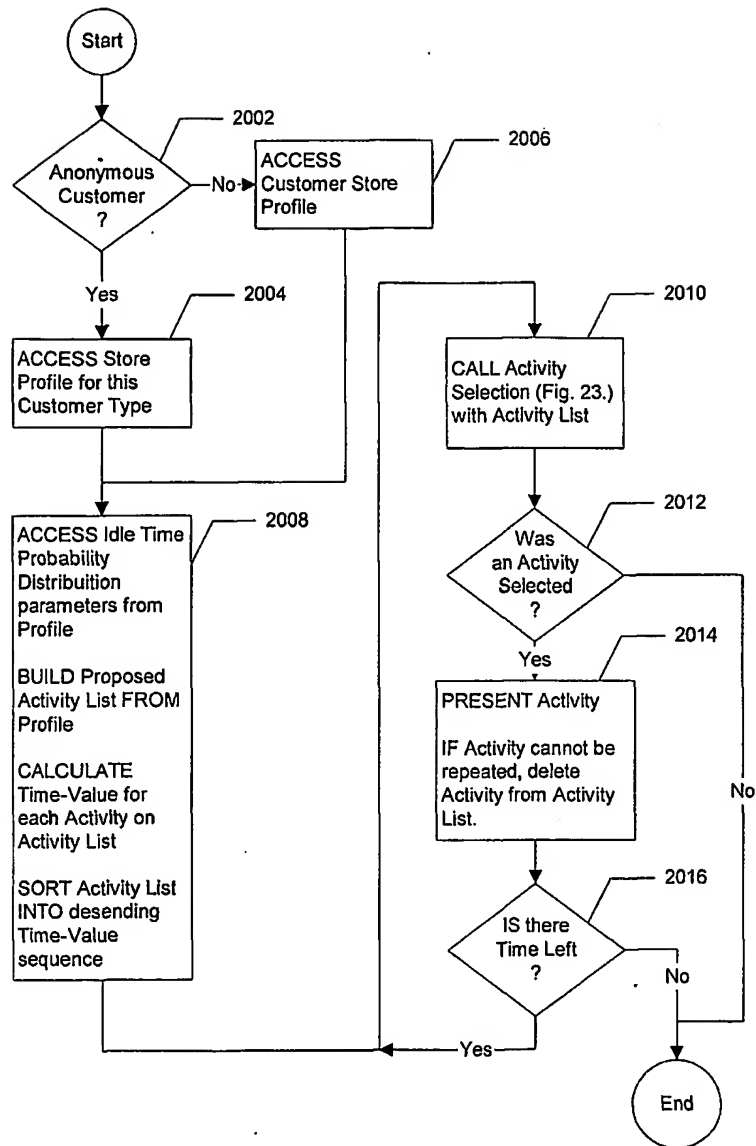 Start
2002
Anonymous
Customer
?
No
2006
ACCESS
Customer Store
Profile
Yes
2004
ACCESS Store
Profile for this
Customer Type
2008
ACCESS Idle Time
Probability
Distribuition
parameters from
Profile
BUILD Proposed
Activity List FROM
Profile
CALCULATE
Time-Value for
each Activity on
Activity List
SORT Activity List
INTO desending
Time-Value
sequence
2010
CALL Activity
Selection (Fig. 23.)
with Activity List
2012
Was
an Activity
Selected
?
Yes
No
2014
PRESENT Activity
IF Activity cannot be
repeated, delete
Activity from Activity
List.
2016
IS there
Time Left
?
No
Yes
End